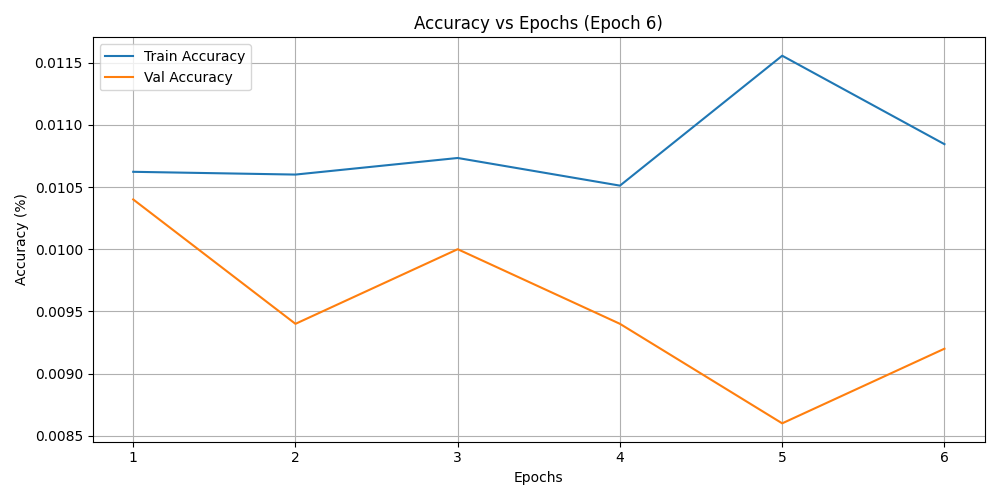 Accuracy vs Epochs (Epoch 6)
Train Accuracy
Val Accuracy
Accuracy (%)
0.0115
0.0110
0.0105
0.0100
0.0095
0.0090
0.0085
1 2 3 4 5 6
Epochs